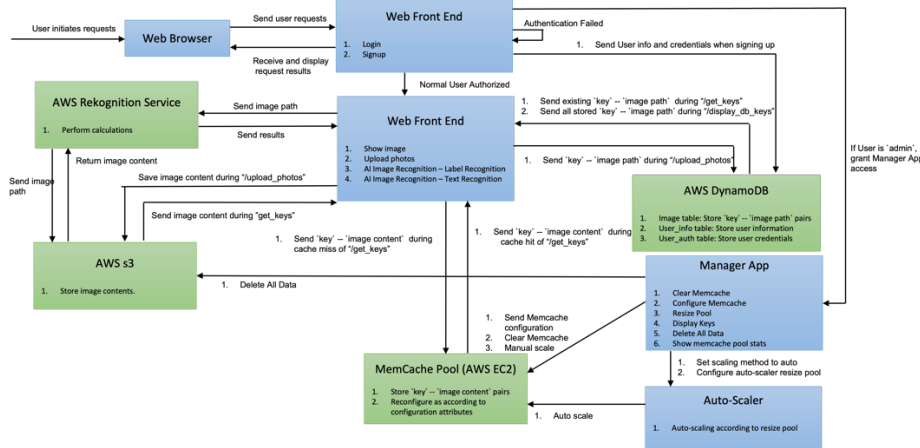 User initiates requests
Web Browser
Send user requests
Receive and display
request results
Web Front End
1. Login
2. Signup
Authentication Failed
1. Send User info and credentials when signing up
Normal User Authorized
AWS Rekognition Service
1. Perform calculations
Send image path
Send results
Web Front End
1. Show image
2. Upload photos
3. AI Image Recognition – Label Recognition
4. AI Image Recognition – Text Recognition
1. Send existing `key` -- `image path` during "/get_keys"
2. Send all stored `key` -- `image path` during "/display_db_keys"
1. Send `key` -- `image path` during "/upload_photos"
If User is `admin`,
grant Manager App
access
Return image content
Send image
path
Save image content during "/upload_photos"
Send image content during "get_keys"
AWS DynamoDB
1. Image table: Store `key` -- `image path` pairs
2. User_info table: Store user information
3. User_auth table: Store user credentials
1. Send `key` -- `image content` during
cache miss of "/get_keys"
1. Send `key` -- `image content` during
cache hit of "/get_keys"
AWS s3
1. Store image contents.
1. Delete All Data
Manager App
1. Clear Memcache
2. Configure Memcache
3. Resize Pool
4. Display Keys
5. Delete All Data
6. Show memcache pool stats
1. Send Memcache
configuration
2. Clear Memcache
3. Manual scale
MemCache Pool (AWS EC2)
1. Store `key` -- `image content` pairs
2. Reconfigure as according to
configuration attributes
1. Set scaling method to auto
2. Configure auto-scaler resize pool
1. Auto scale
Auto-Scaler
1. Auto-scaling according to resize pool